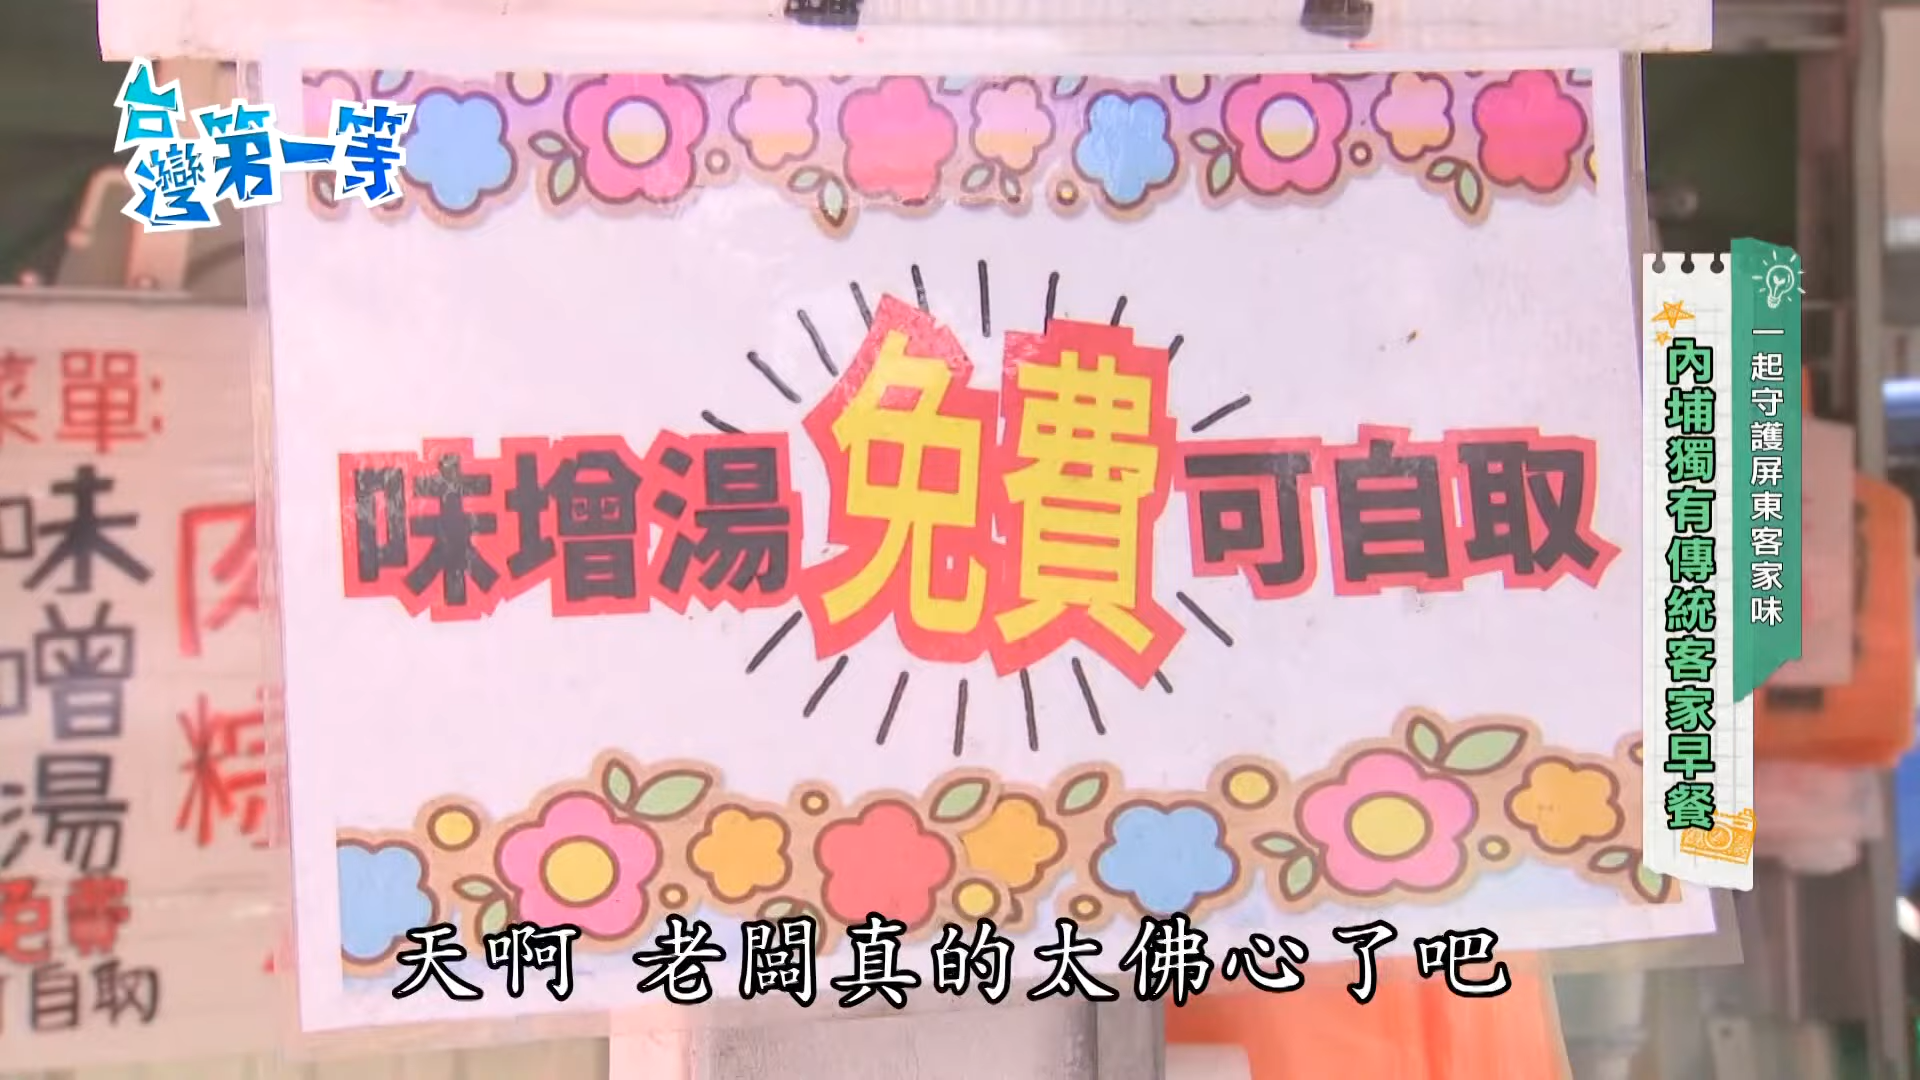 台灣第一等
味增湯免費可自取
一起守護屏東客家味
內埔獨有傳統客家早餐
菜單:
味噌湯
免費
可自取
肉
天啊 老闆真的太佛心了吧